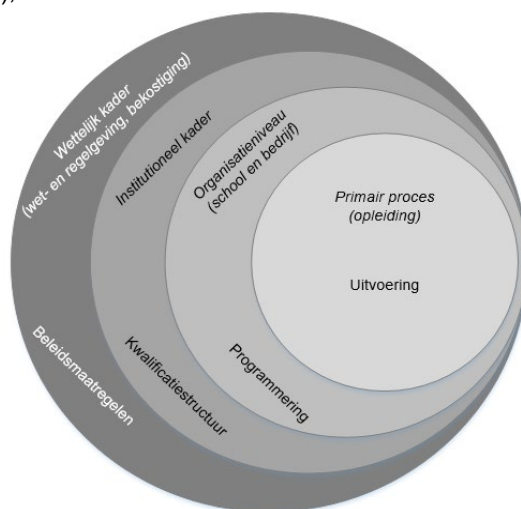 ),
Wettelijk kader
(wet- en regelgeving, bekostiging)
Institutioneel kader
Organisatieniveau
(school en bedrijf)
Primair proces
(opleiding)
Uitvoering
Programmering
Kwalificatiestructuur
Beleidsmaatregelen